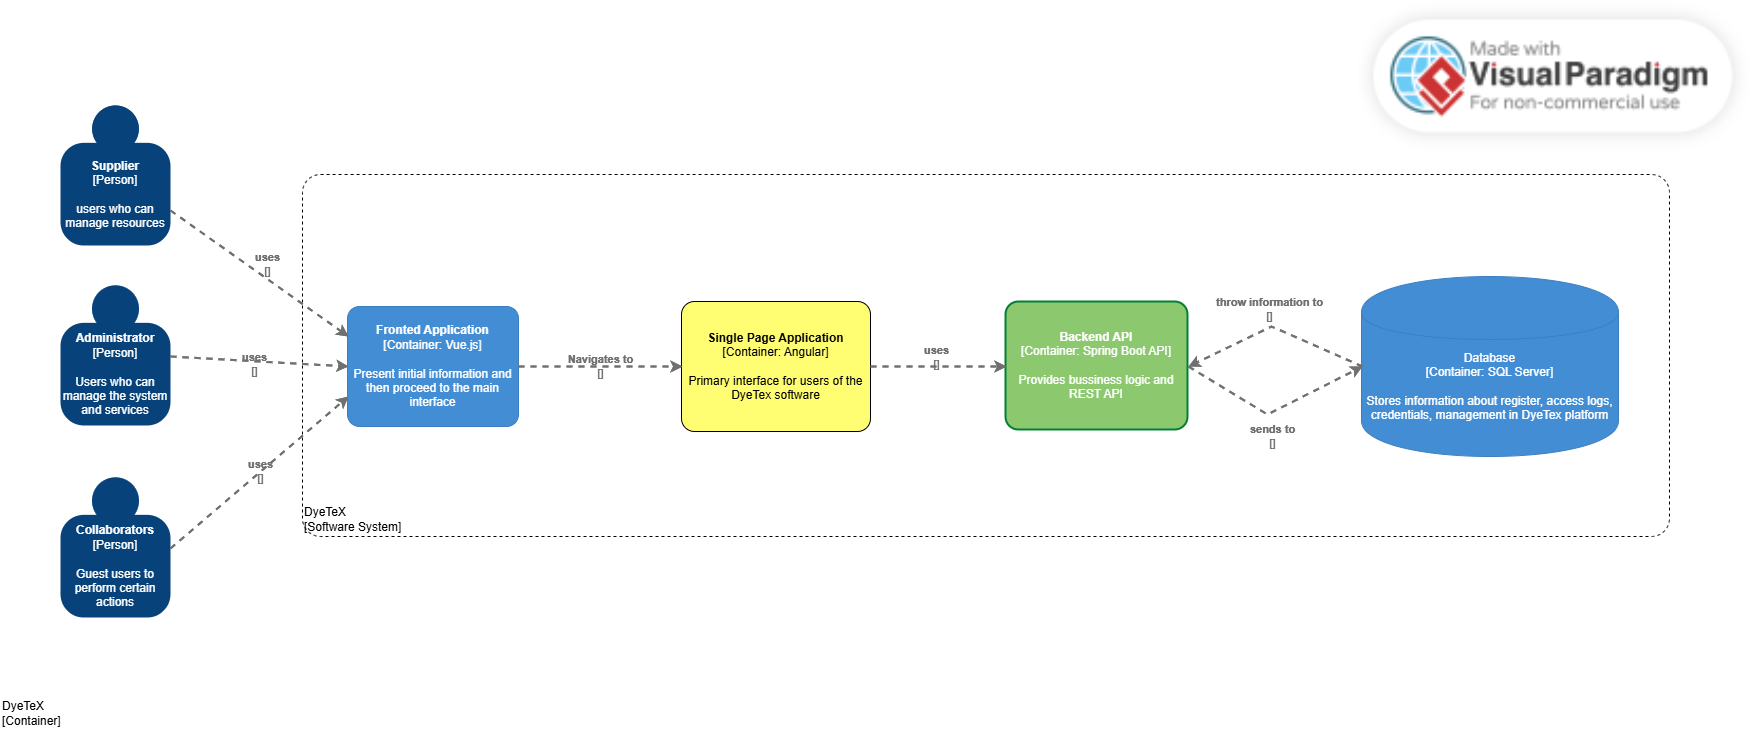 Made with
Visual Paradigm
For non-commercial use
Supplier
[Person]
users who can
manage resources
uses
[]
Administrator
[Person]
Users who can
manage the system
and services
uses
[]
Collaborators
[Person]
Guest users to
perform certain
actions
uses
[]
Fronted Application
[Container: Vue.js]
Present initial information and
then proceed to the main
interface
Navigates to
[]
Single Page Application
[Container: Angular]
Primary interface for users of the
DyeTex software
uses
[]
Backend API
[Container: Spring Boot API]
Provides bussiness logic and
REST API
throw information to
[]
sends to
[]
Database
[Container: SQL Server]
Stores information about register, access logs,
credentials, management in DyeTex platform
DyeTeX
[Software System]
DyeTeX
[Container]